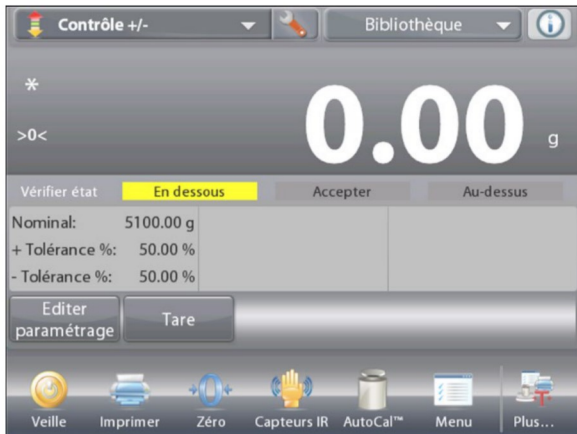 Contrôle +/-
Bibliothèque
*
0.00 g
>0<
Vérifier état En dessous Accepter Au-dessus
Nominal: 5100.00 g
+ Tolérance %: 50.00 %
- Tolérance %: 50.00 %
Editer paramétrage
Tare
Veille Imprimer Zéro Capteurs IR AutoCal™ Menu Plus...